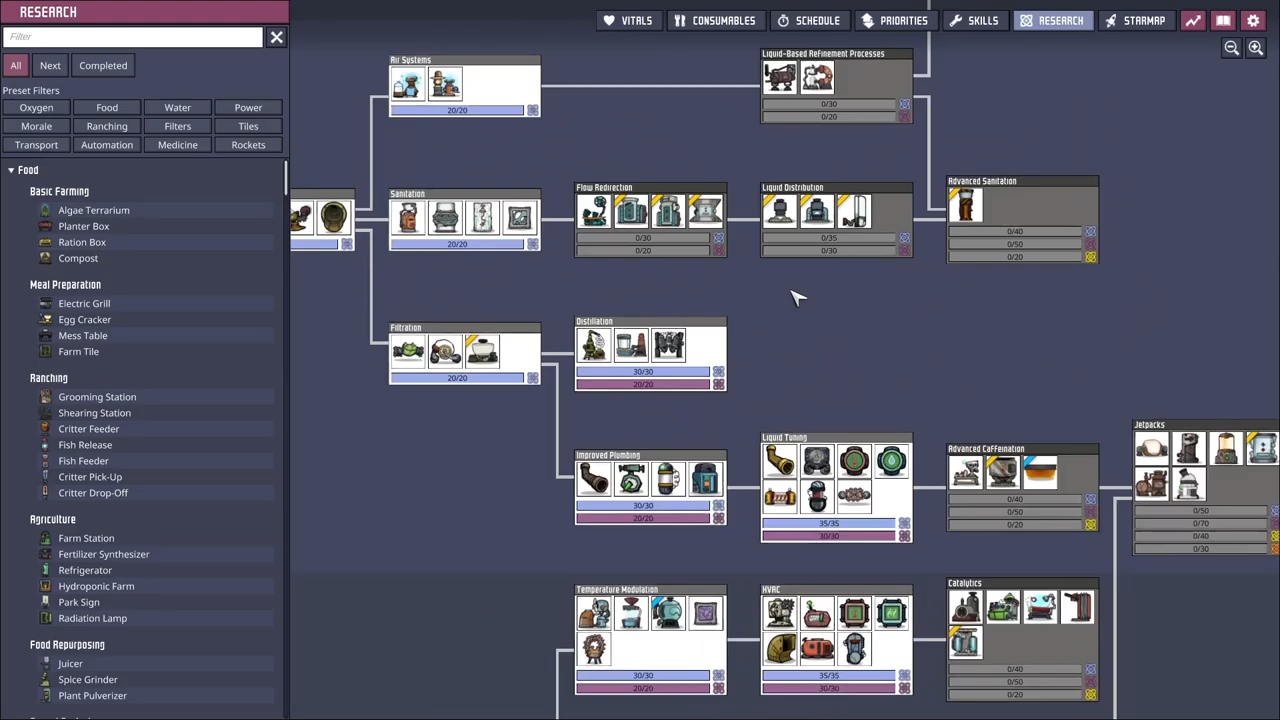 RESEARCH
VITALS
CONSUMABLES
SCHEDULE
PRIORITIES
SKILLS
RESEARCH
STARMAP
Filter
All
Next
Completed
Preset Filters
Oxygen
Food
Water
Power
Morale
Ranching
Filters
Tiles
Transport
Automation
Medicine
Rockets
Food
Basic Farming
Algae Terrarium
Planter Box
Ration Box
Compost
Meal Preparation
Electric Grill
Egg Cracker
Mess Table
Farm Tile
Ranching
Grooming Station
Shearing Station
Critter Feeder
Fish Release
Fish Feeder
Critter Pick-Up
Critter Drop-Off
Agriculture
Farm Station
Fertilizer Synthesizer
Refrigerator
Hydroponic Farm
Park Sign
Radiation Lamp
Food Repurposing
Juicer
Spice Grinder
Plant Pulverizer
Air Systems
20/20
Liquid-Based Refinement Processes
0/30
0/20
Sanitation
20/20
Flow Redirection
0/30
0/20
Liquid Distribution
0/35
0/30
Advanced Sanitation
0/40
0/50
0/20
Filtration
20/20
Distillation
30/30
20/20
Improved Plumbing
30/30
20/20
Liquid Tuning
35/35
30/30
Advanced Caffeination
0/40
0/50
0/20
Jetpacks
0/50
0/70
0/40
0/30
Temperature Modulation
30/30
20/20
HVAC
35/35
30/30
Catalytics
0/40
0/50
0/20